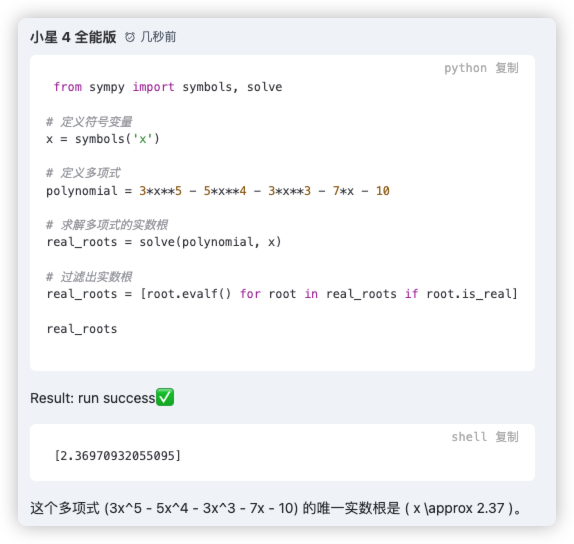 小星 4 全能版 几秒前
python 复制
from sympy import symbols, solve
# 定义符号变量
x = symbols('x')
# 定义多项式
polynomial = 3*x**5 - 5*x**4 - 3*x**3 - 7*x - 10
# 求解多项式的实数根
real_roots = solve(polynomial, x)
# 过滤出实数根
real_roots = [root.evalf() for root in real_roots if root.is_real]
real_roots
Result: run success✅
shell 复制
[2.36970932055095]
这个多项式 (3x^5 - 5x^4 - 3x^3 - 7x - 10) 的唯一实数根是 ( x \approx 2.37 )。